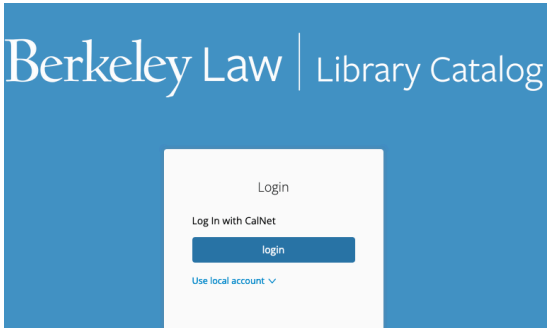 Berkeley Law | Library Catalog
Login
Log In with CalNet
login
Use local account